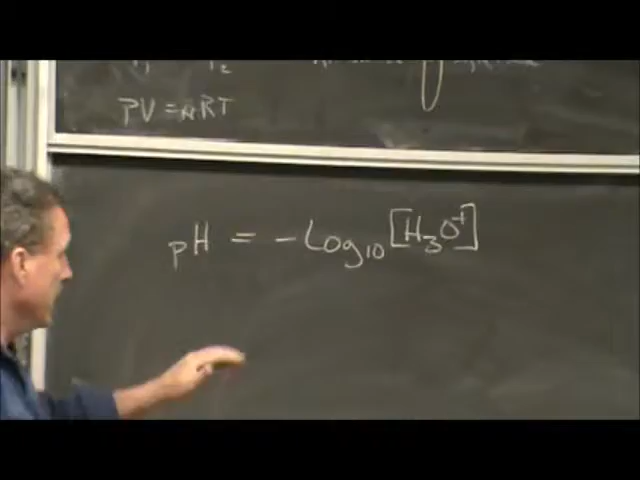 PV = nRT
pH = -Log₁₀ [H₃O⁺]